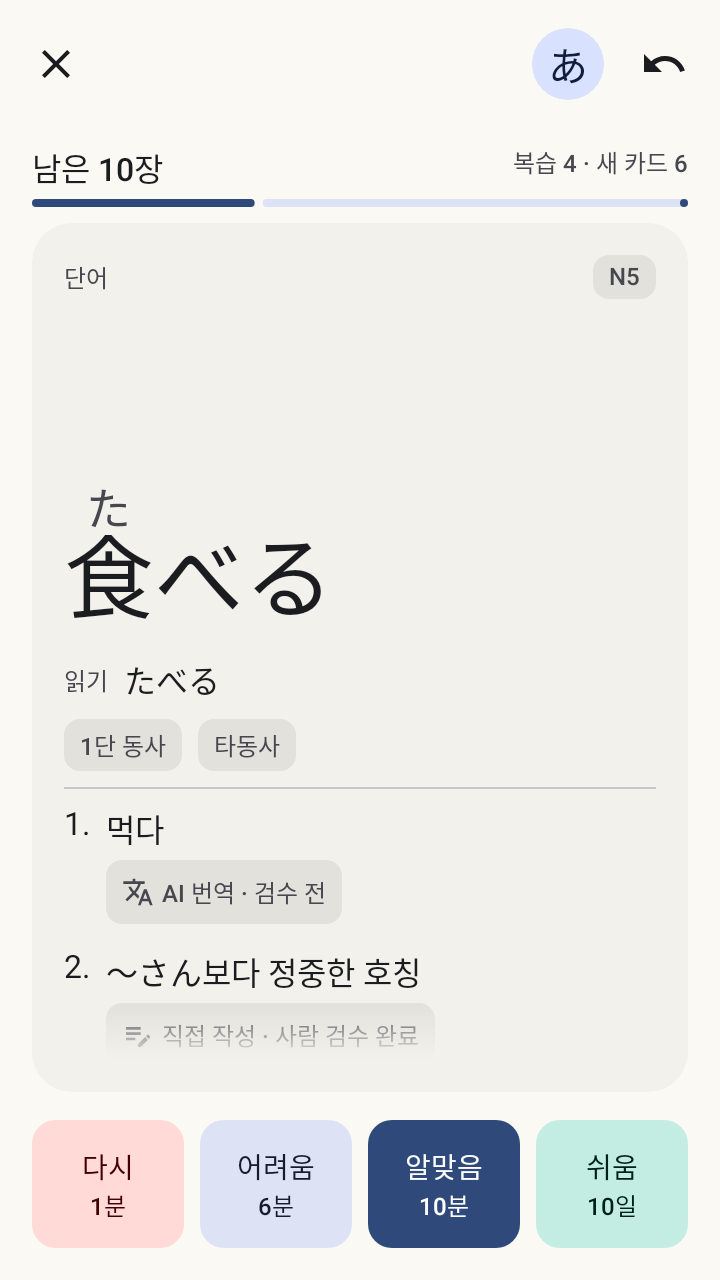 あ
남은 10장
복습 4 · 새 카드 6
단어
N5
た
食べる
읽기 たべる
1단 동사
타동사
1. 먹다
AI 번역 · 검수 전
2. ～さん보다 정중한 호칭
직접 작성 · 사람 검수 완료
다시
1분
어려움
6분
알맞음
10분
쉬움
10일